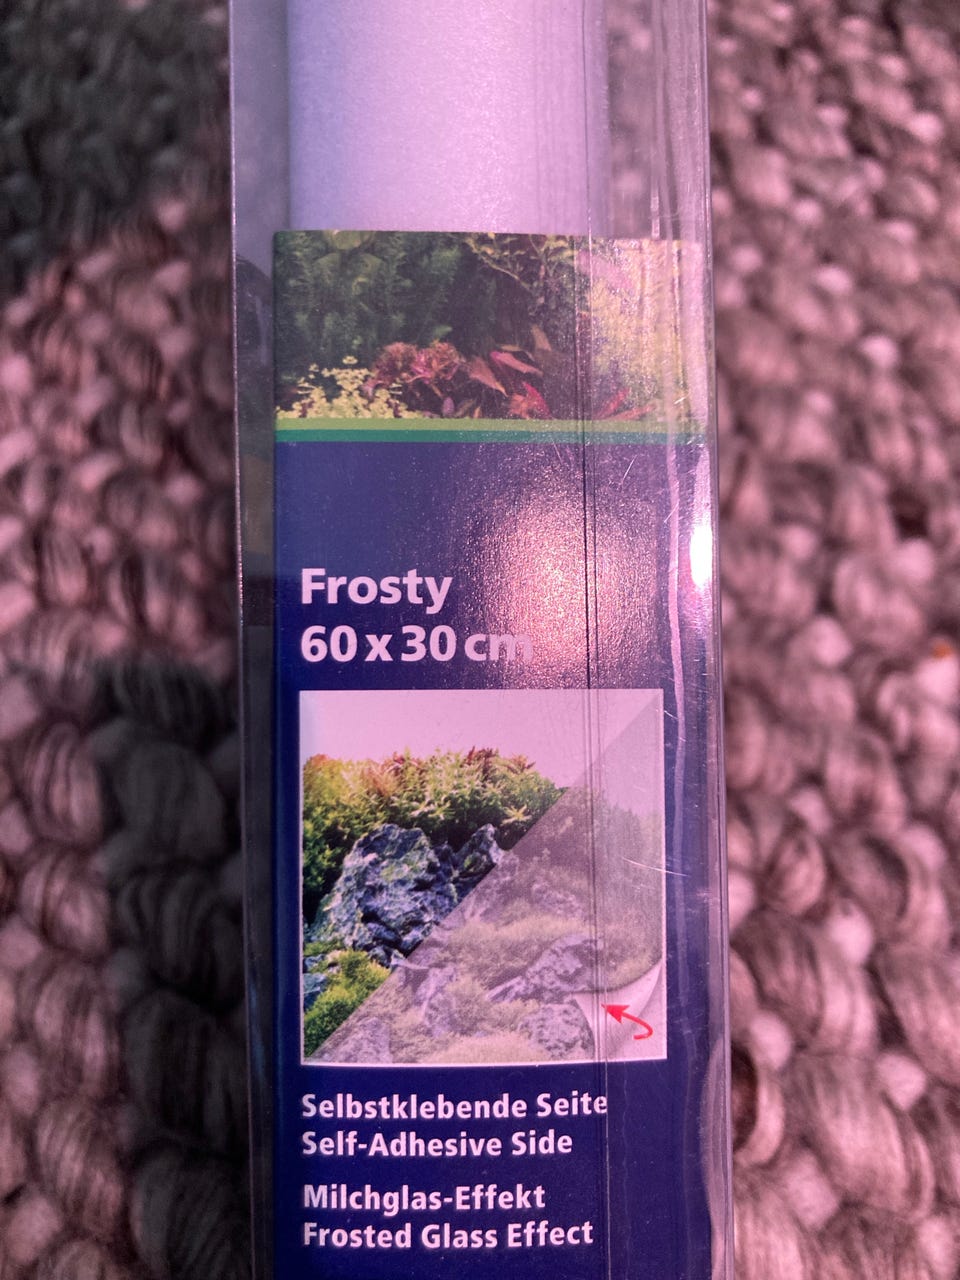 Frosty
60 x 30 cm
Selbstklebende Seite
Self-Adhesive Side
Milchglas-Effekt
Frosted Glass Effect